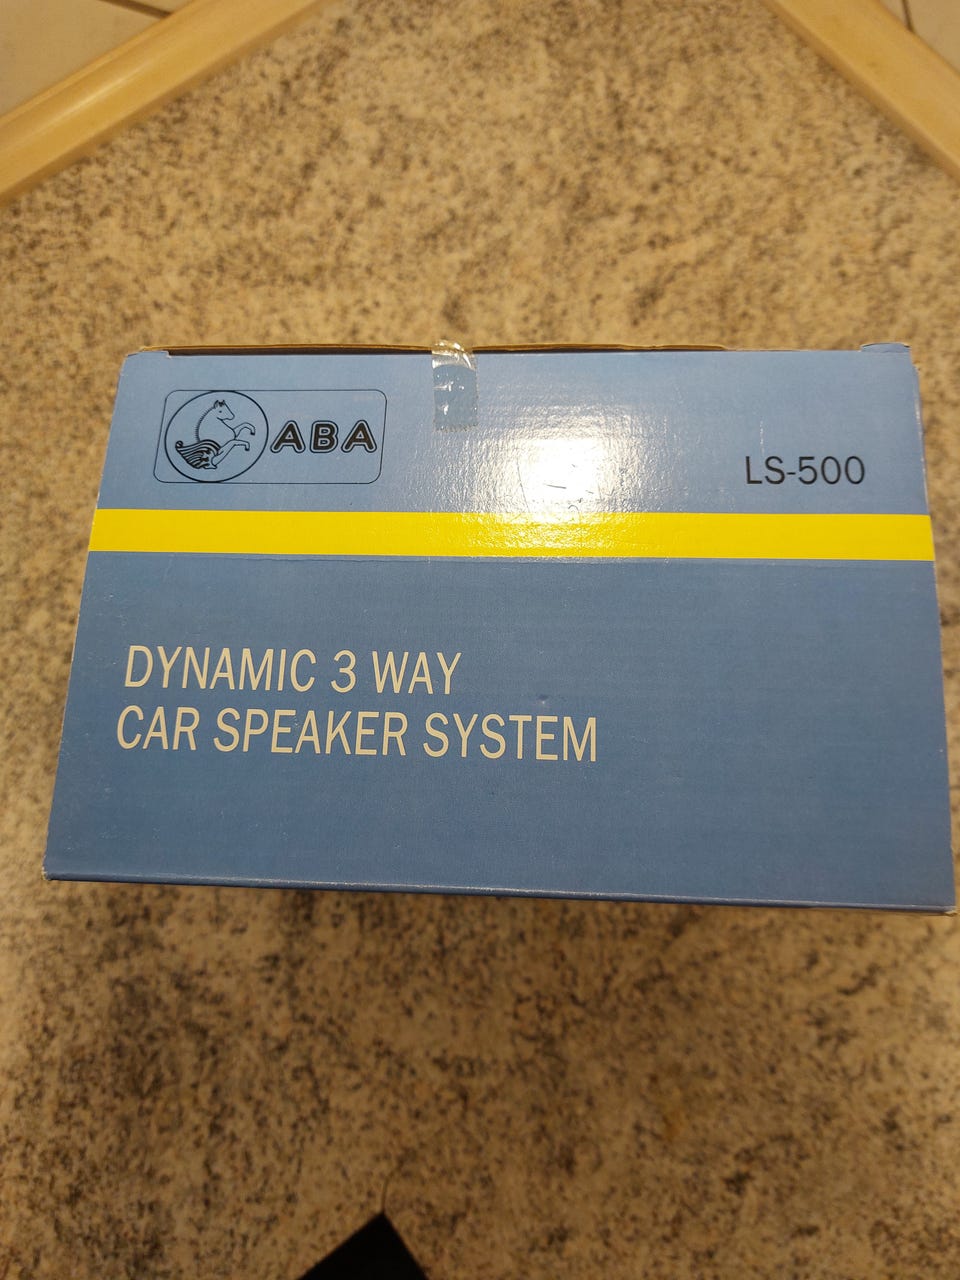 ABA
LS-500
DYNAMIC 3 WAY
CAR SPEAKER SYSTEM